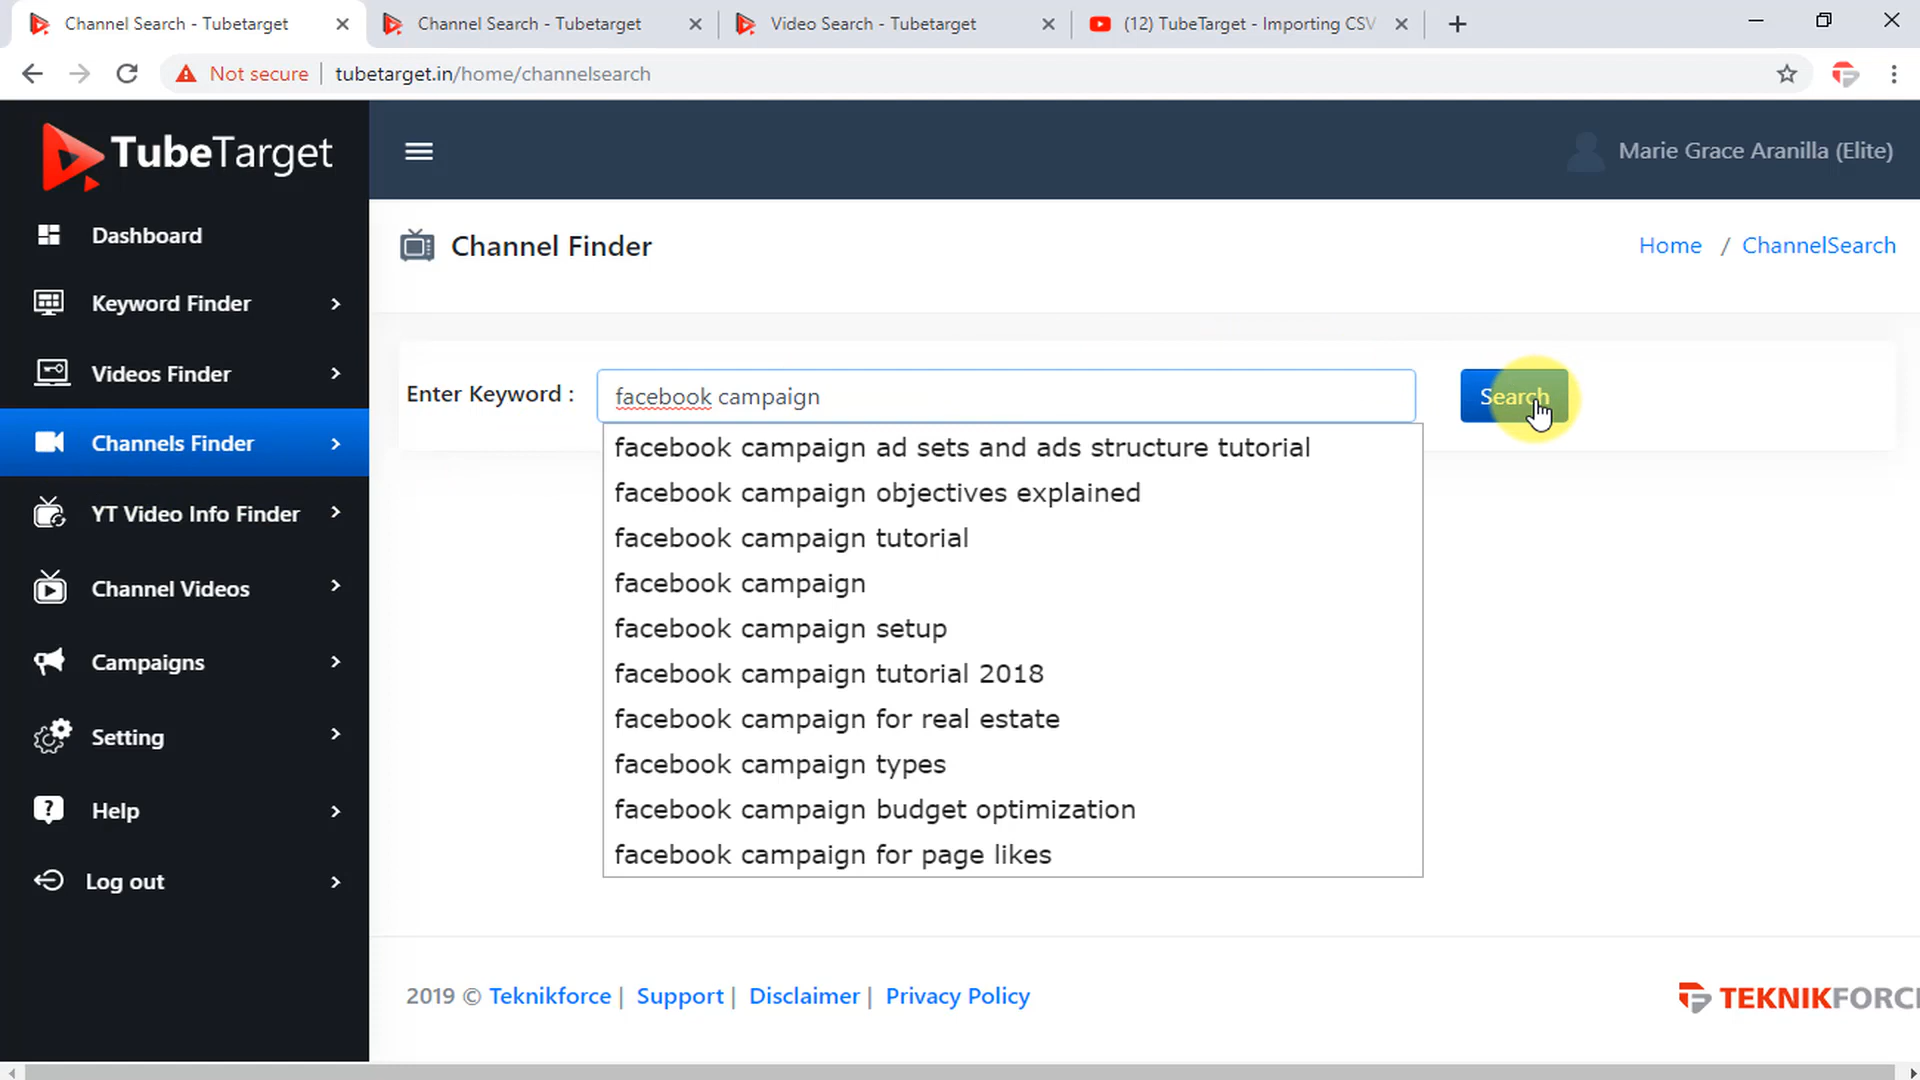 Channel Search - Tubetarget
Channel Search - Tubetarget
Video Search - Tubetarget
(12) TubeTarget - Importing CSV
Not secure
tubetarget.in/home/channelsearch
TubeTarget
Marie Grace Aranilla (Elite)
Dashboard
Keyword Finder
Videos Finder
Channels Finder
YT Video Info Finder
Channel Videos
Campaigns
Setting
Help
Log out
Channel Finder
Home / ChannelSearch
Enter Keyword :
facebook campaign
Search
facebook campaign ad sets and ads structure tutorial
facebook campaign objectives explained
facebook campaign tutorial
facebook campaign
facebook campaign setup
facebook campaign tutorial 2018
facebook campaign for real estate
facebook campaign types
facebook campaign budget optimization
facebook campaign for page likes
2019 © Teknikforce | Support | Disclaimer | Privacy Policy
TEKNIKFORC